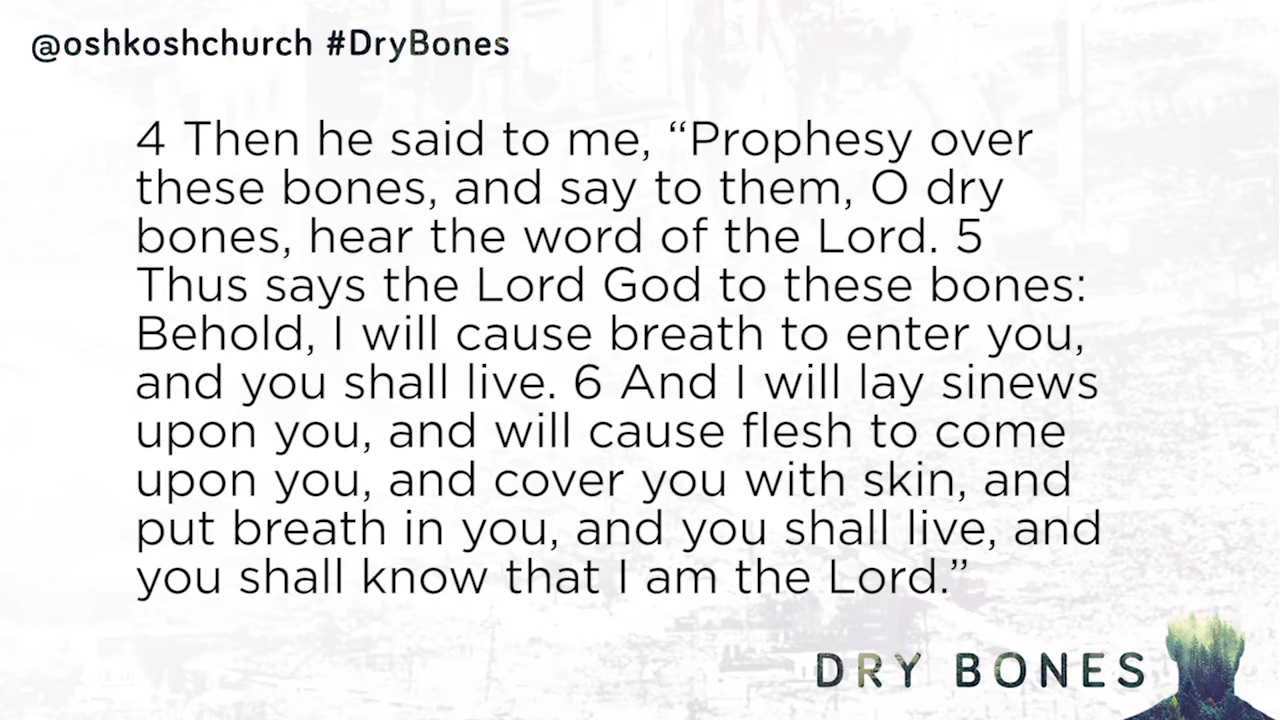 @oshkoshchurch #DryBones
4 Then he said to me, “Prophesy over
these bones, and say to them, O dry
bones, hear the word of the Lord. 5
Thus says the Lord God to these bones:
Behold, I will cause breath to enter you,
and you shall live. 6 And I will lay sinews
upon you, and will cause flesh to come
upon you, and cover you with skin, and
put breath in you, and you shall live, and
you shall know that I am the Lord.”
DRY BONES